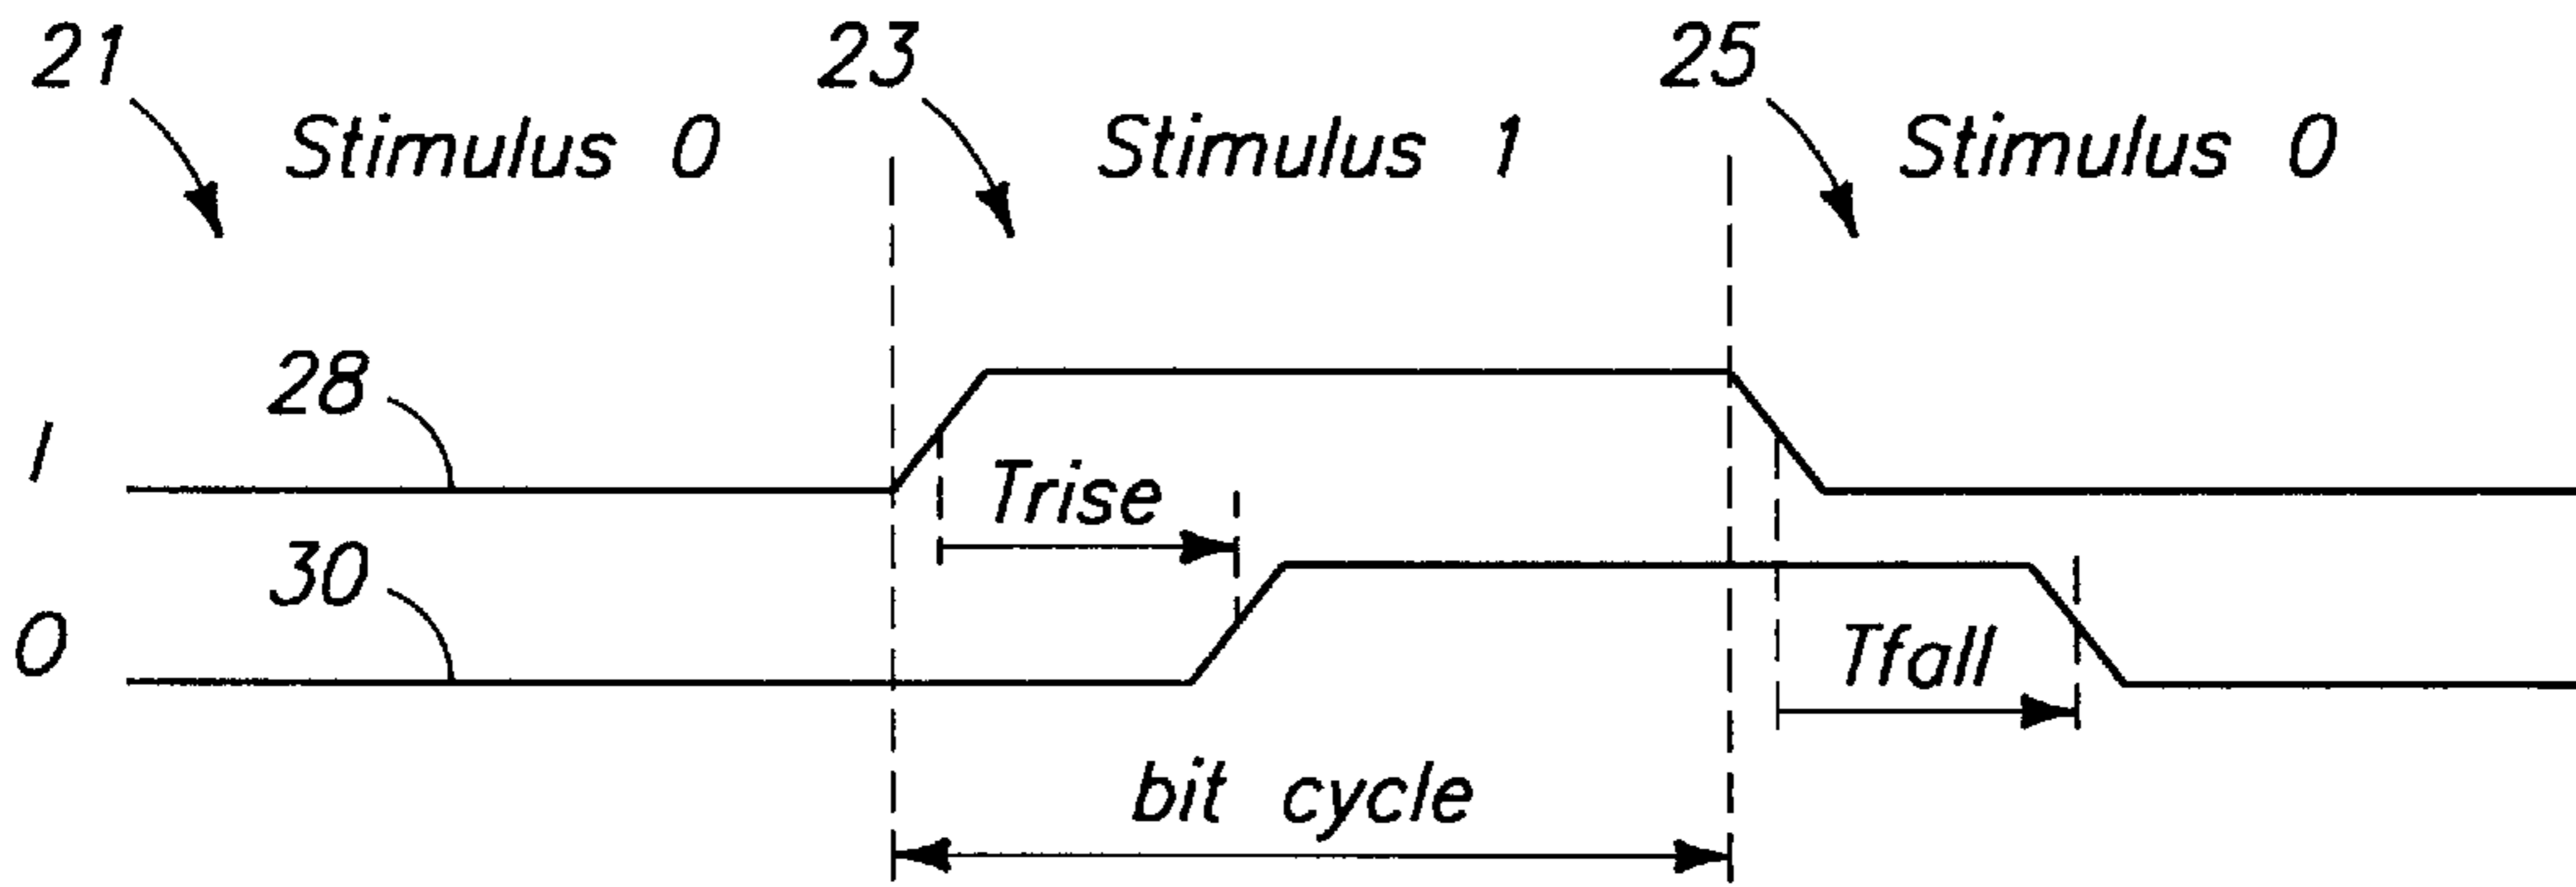 21
23
25
Stimulus 0
Stimulus 1
Stimulus 0
28
I
Trise
30
O
Tfall
bit cycle